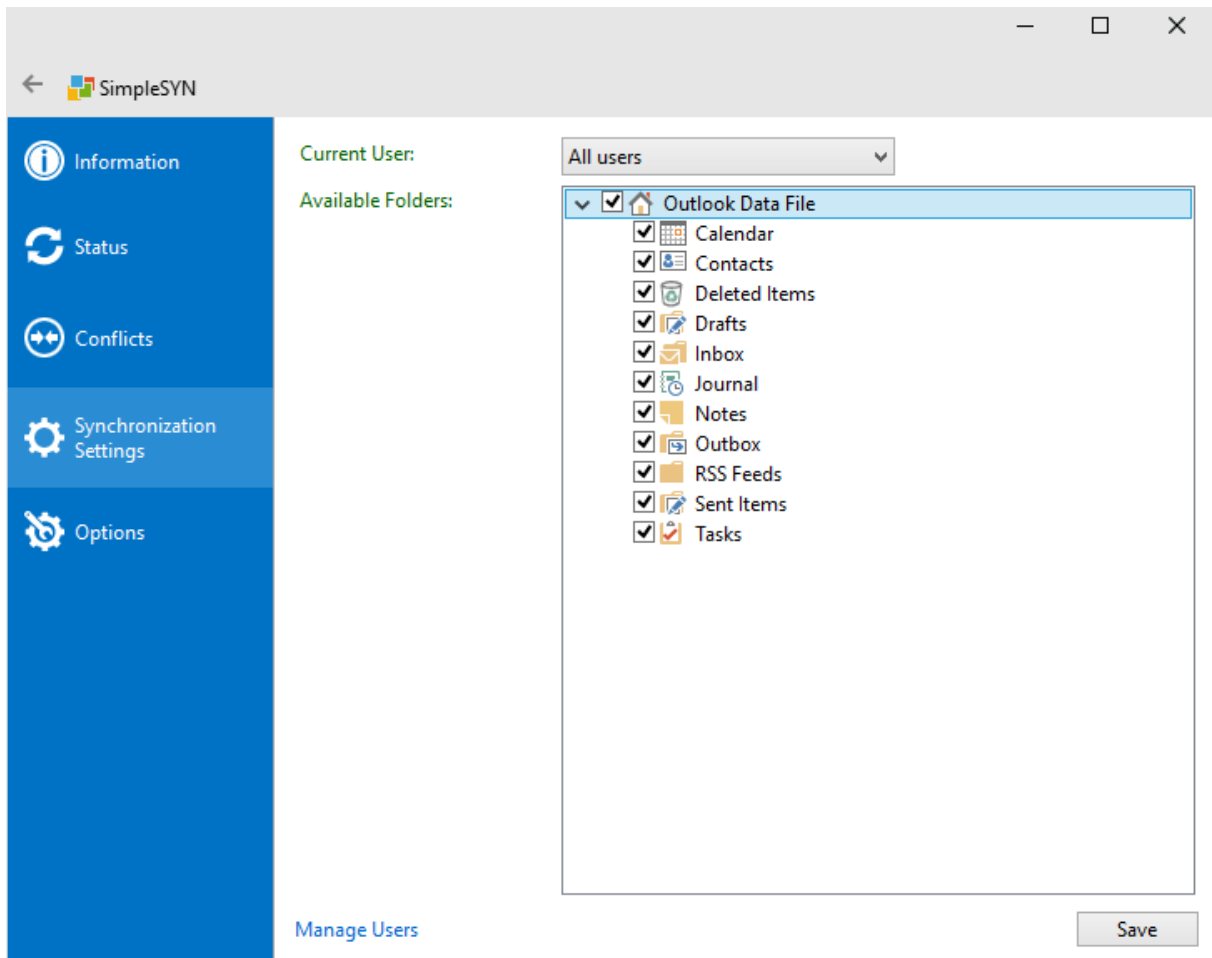 SimpleSYN
Information
Status
Conflicts
Synchronization
Settings
Options
Current User:
All users
Available Folders:
Outlook Data File
Calendar
Contacts
Deleted Items
Drafts
Inbox
Journal
Notes
Outbox
RSS Feeds
Sent Items
Tasks
Manage Users
Save